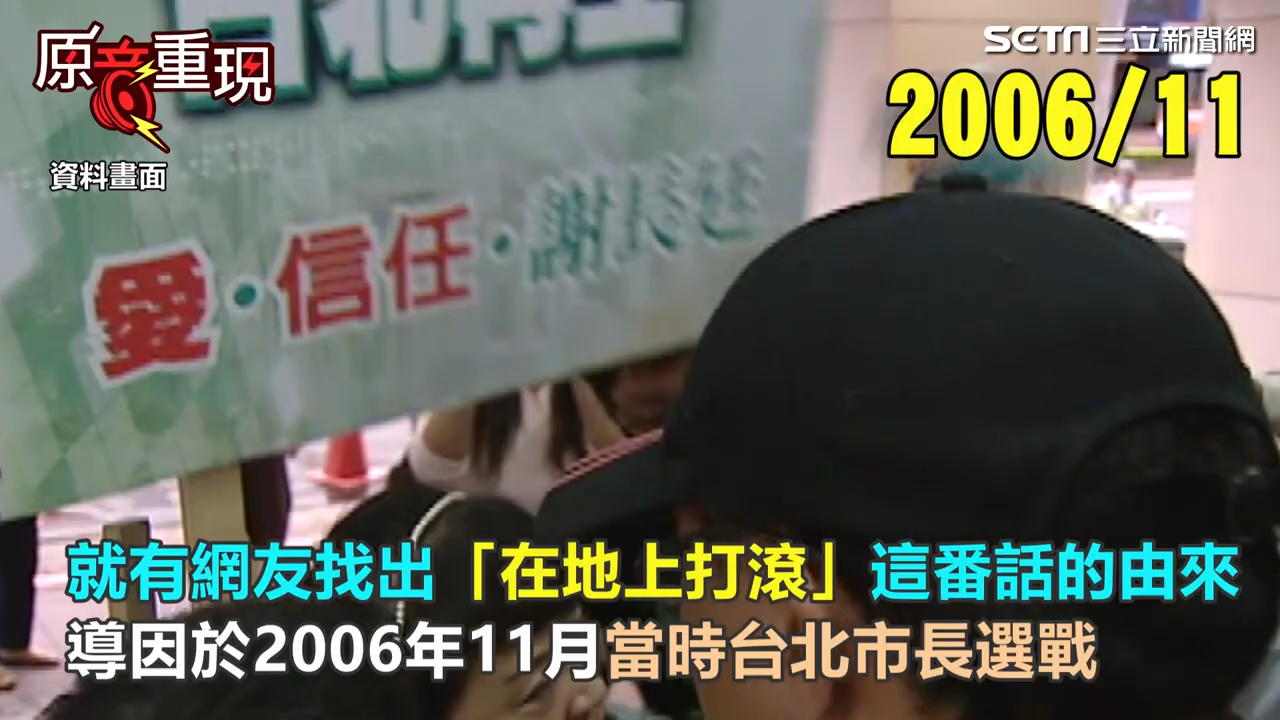 原音重現
SETN三立新聞網
2006/11
資料畫面
愛·信任·謝長廷
就有網友找出「在地上打滾」這番話的由來
導因於2006年11月當時台北市長選戰